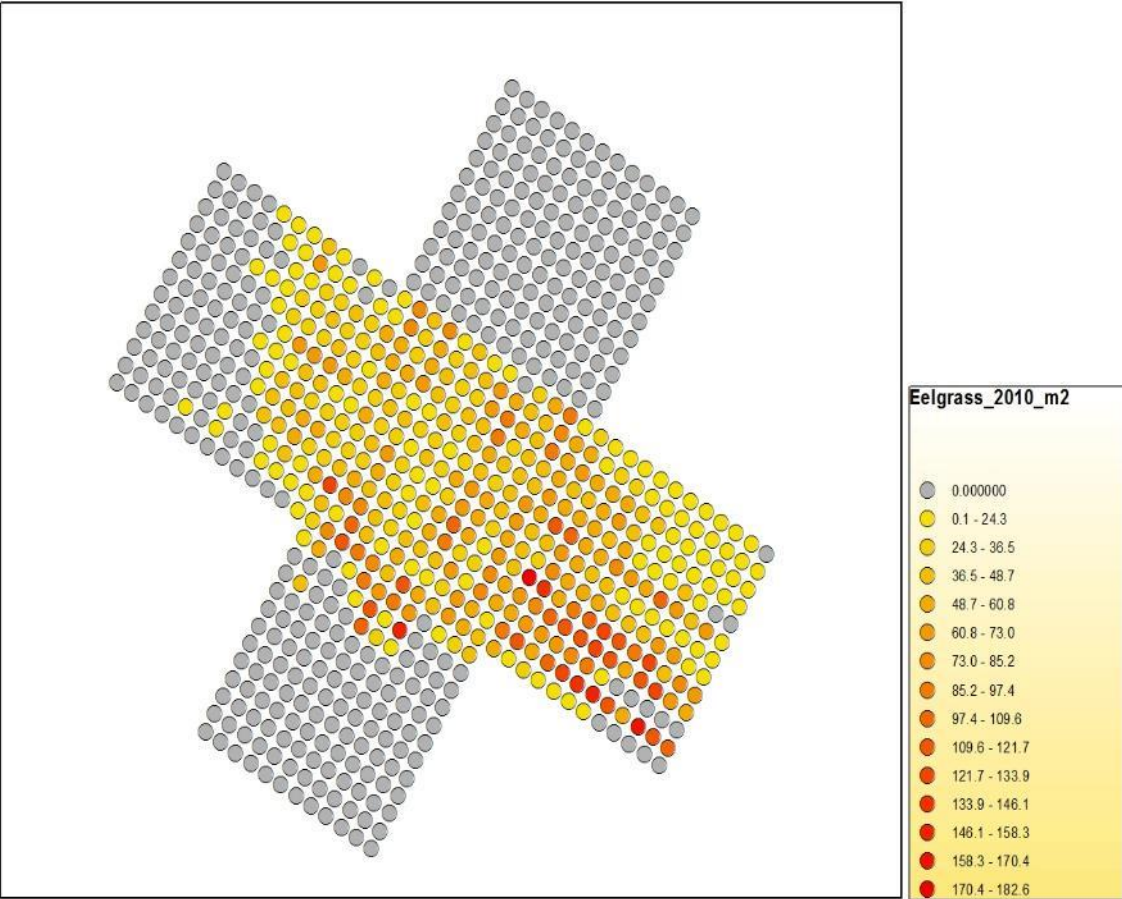 Eelgrass_2010_m2
0.000000
0.1 - 24.3
24.3 - 36.5
36.5 - 48.7
48.7 - 60.8
60.8 - 73.0
73.0 - 85.2
85.2 - 97.4
97.4 - 109.6
109.6 - 121.7
121.7 - 133.9
133.9 - 146.1
146.1 - 158.3
158.3 - 170.4
170.4 - 182.6